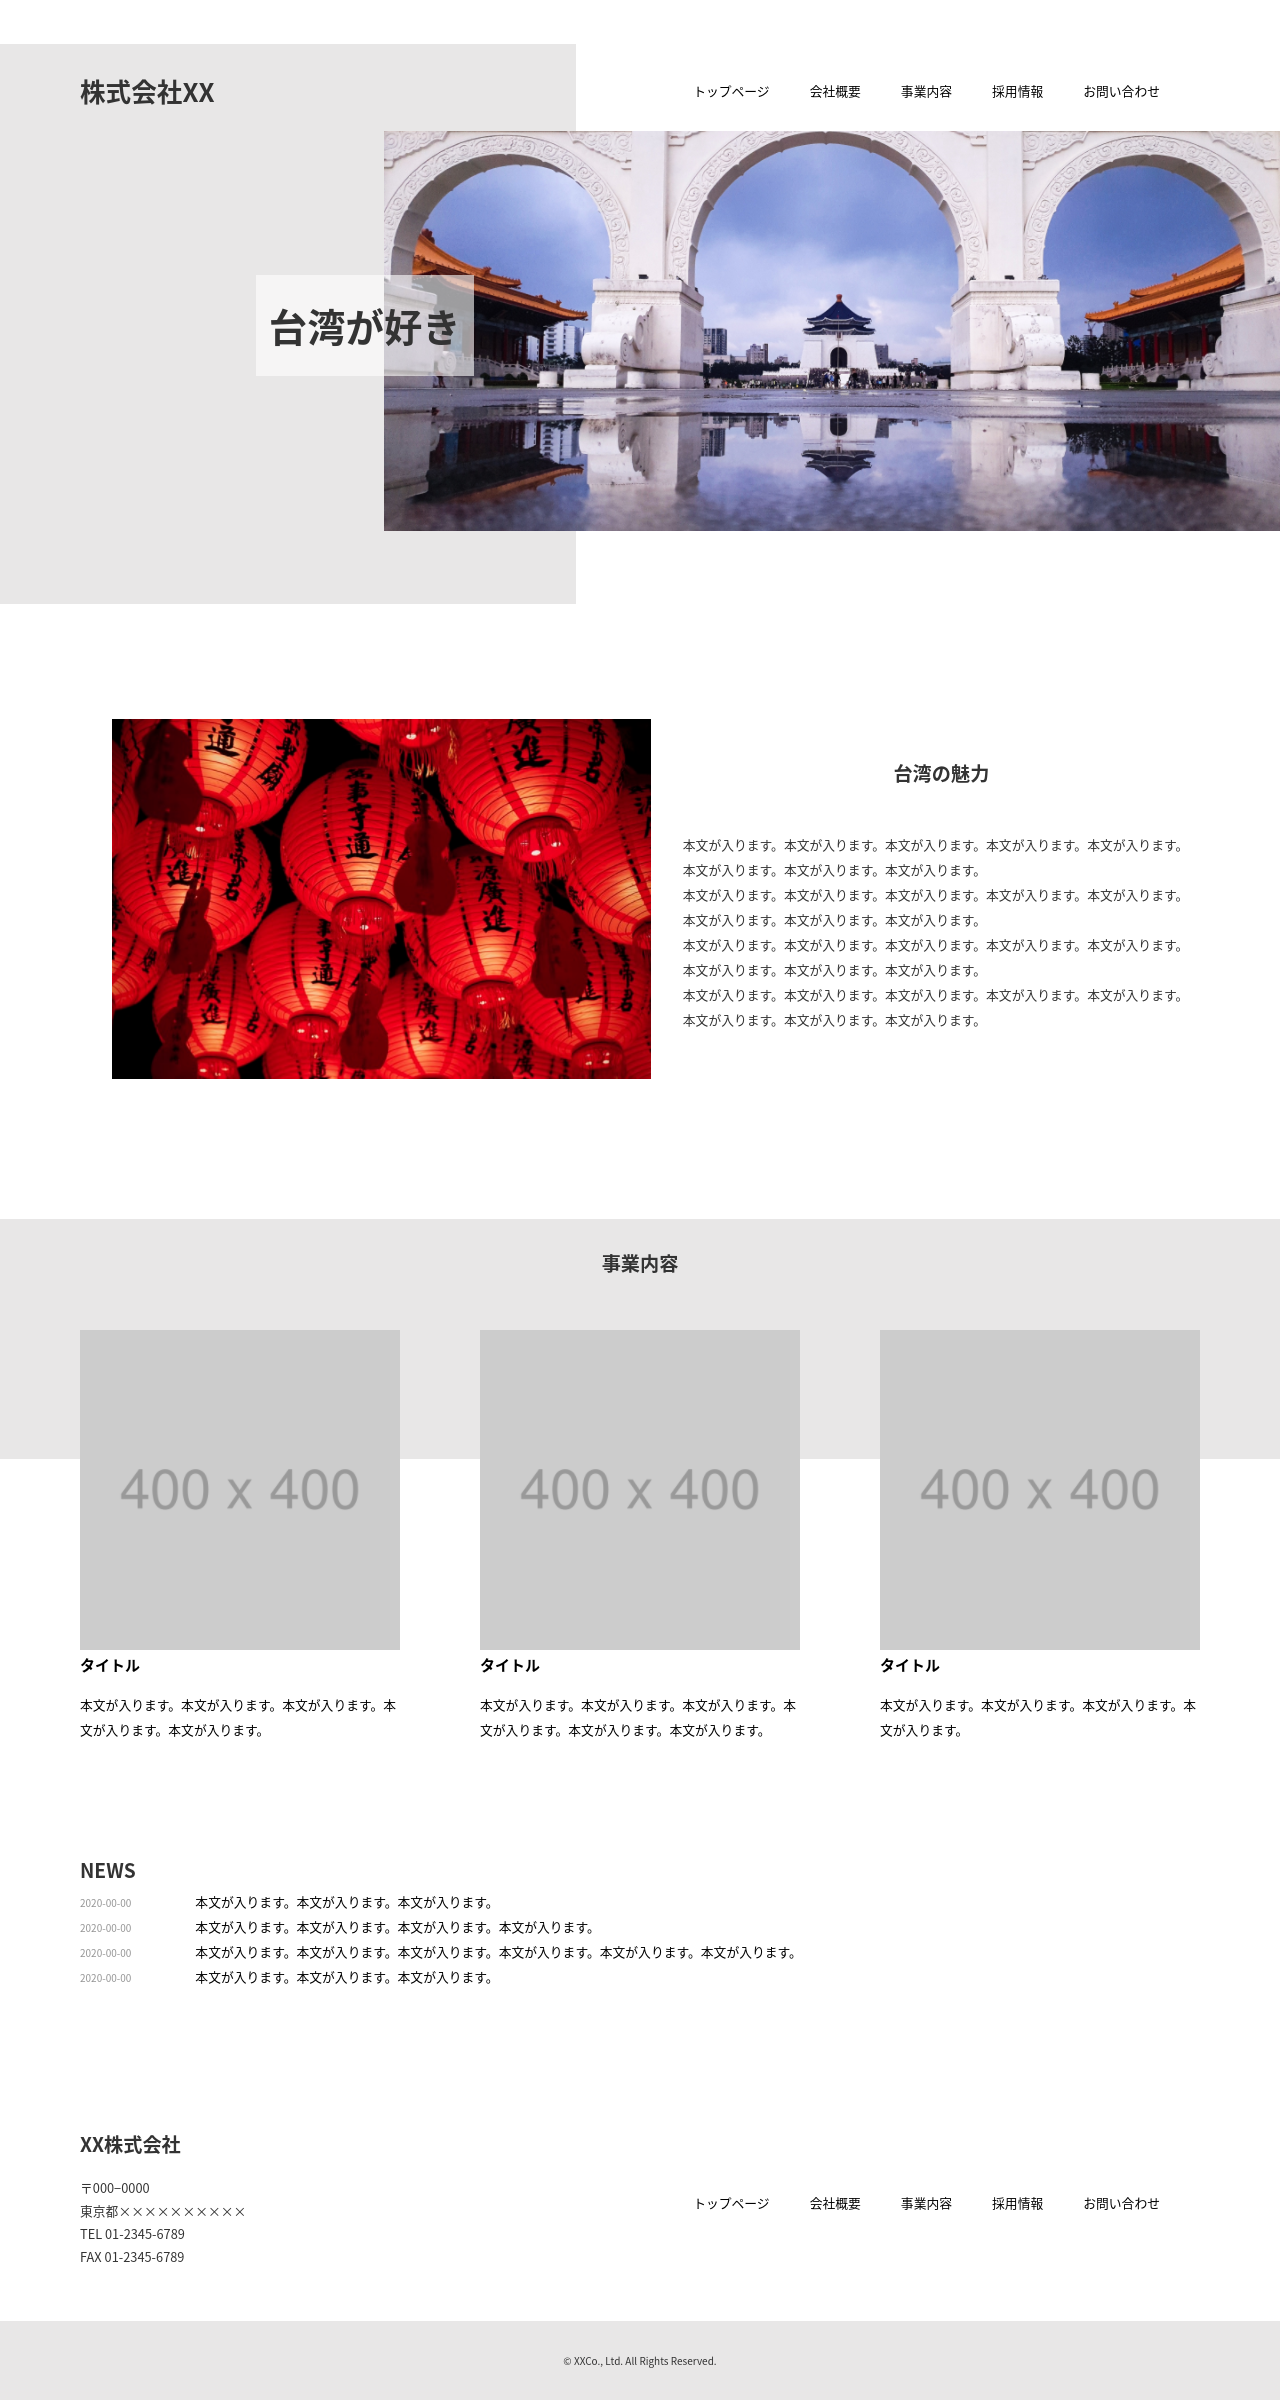 株式会社XX
トップページ
会社概要
事業内容
採用情報
お問い合わせ
台湾が好き
萬事亨通
台湾の魅力
本文が入ります。本文が入ります。本文が入ります。本文が入ります。本文が入ります。
本文が入ります。本文が入ります。本文が入ります。
本文が入ります。本文が入ります。本文が入ります。本文が入ります。本文が入ります。
本文が入ります。本文が入ります。本文が入ります。
本文が入ります。本文が入ります。本文が入ります。本文が入ります。本文が入ります。
本文が入ります。本文が入ります。本文が入ります。
本文が入ります。本文が入ります。本文が入ります。本文が入ります。本文が入ります。
本文が入ります。本文が入ります。本文が入ります。
事業内容
400 x 400
400 x 400
400 x 400
タイトル
本文が入ります。本文が入ります。本文が入ります。本
文が入ります。本文が入ります。
タイトル
本文が入ります。本文が入ります。本文が入ります。本
文が入ります。本文が入ります。本文が入ります。
タイトル
本文が入ります。本文が入ります。本文が入ります。本
文が入ります。
NEWS
2020-00-00 本文が入ります。本文が入ります。本文が入ります。
2020-00-00 本文が入ります。本文が入ります。本文が入ります。本文が入ります。
2020-00-00 本文が入ります。本文が入ります。本文が入ります。本文が入ります。本文が入ります。本文が入ります。
2020-00-00 本文が入ります。本文が入ります。本文が入ります。
XX株式会社
〒000−0000
東京都××××××××××
TEL 01-2345-6789
FAX 01-2345-6789
トップページ
会社概要
事業内容
採用情報
お問い合わせ
© XXCo., Ltd. All Rights Reserved.